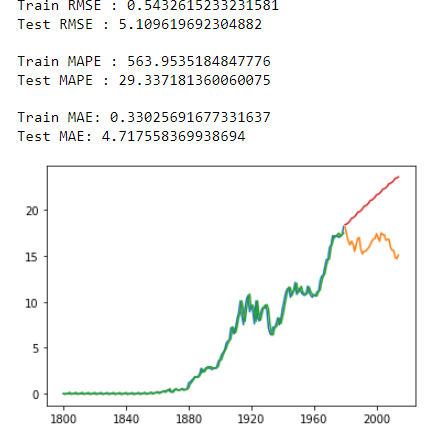 Train RMSE : 0.5432615233231581
Test RMSE : 5.109619692304882
Train MAPE : 563.9535184847776
Test MAPE : 29.337181360060075
Train MAE: 0.33025691677331637
Test MAE: 4.717558369938694
20
15
10
5
0
1800 1840 1880 1920 1960 2000